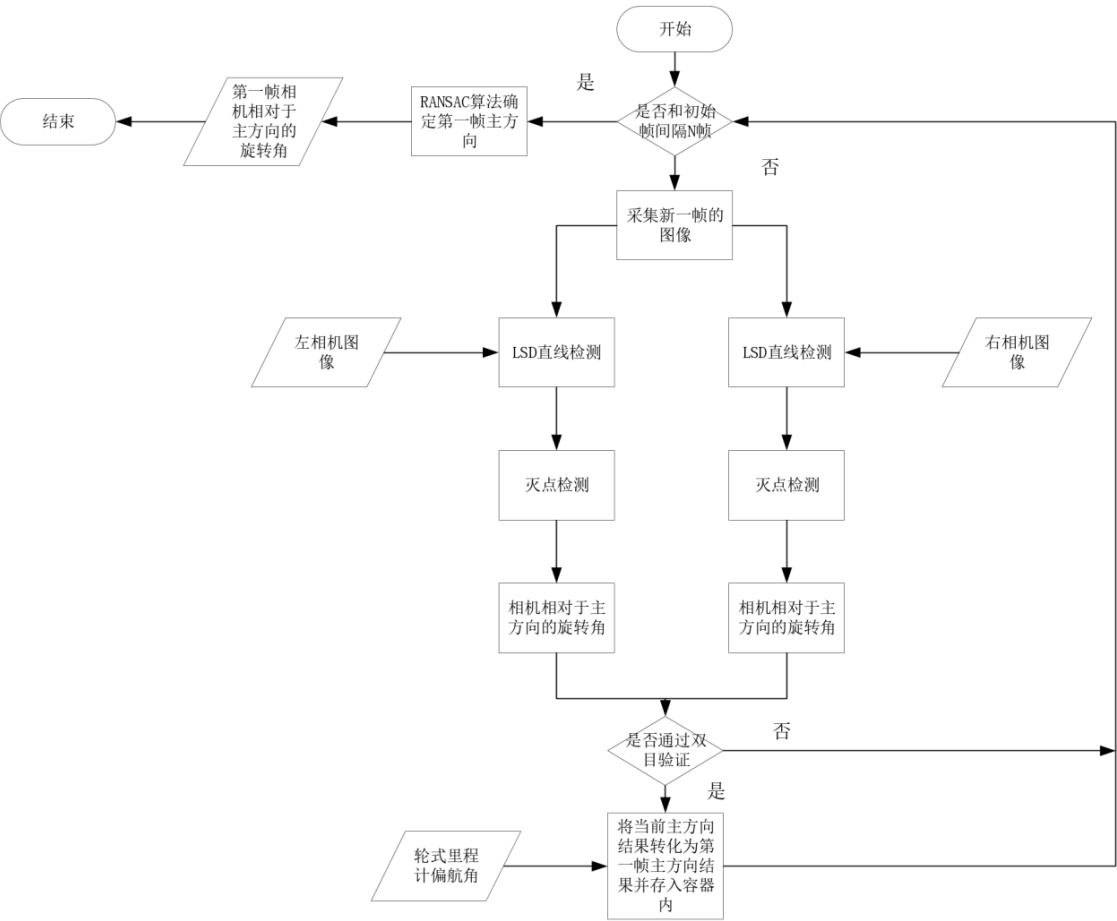 开始
是
第一帧相
机相对于
主方向的
旋转角
RANSAC算法确
定第一帧主方
向
是否和初始
帧间隔N帧
结束
否
采集新一帧的
图像
左相机图
像
LSD直线检测
LSD直线检测
右相机图
像
灭点检测
灭点检测
相机相对于主
方向的旋转角
相机相对于主
方向的旋转角
是否通过双
目验证
否
是
将当前主方向
结果转化为第
一帧主方向结
果并存入容器
内
轮式里程
计偏航角